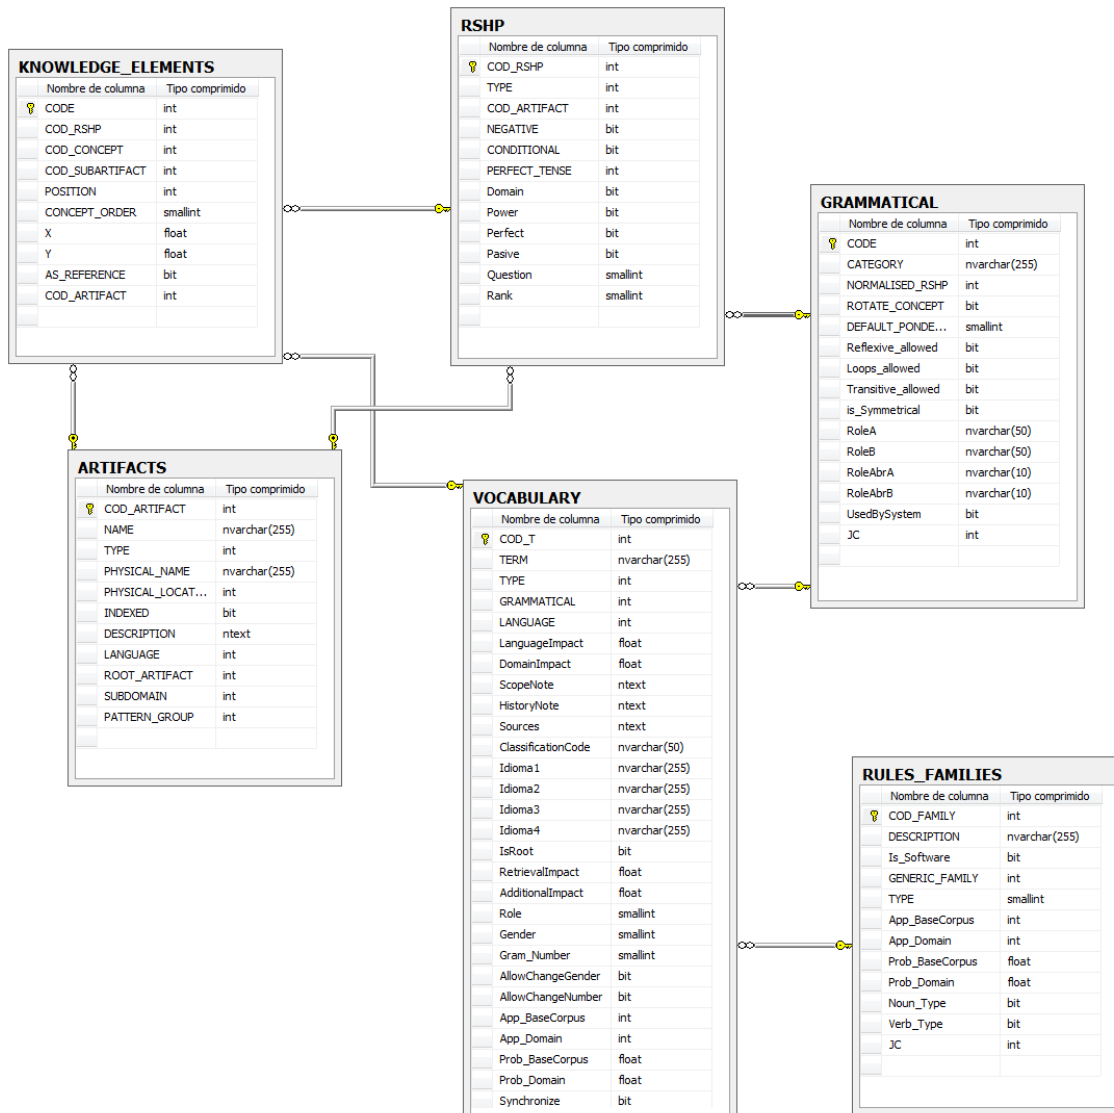 KNOWLEDGE_ELEMENTS
Nombre de columna Tipo comprimido
CODE int
COD_RSHP int
COD_CONCEPT int
COD_SUBARTIFACT int
POSITION int
CONCEPT_ORDER smallint
X float
Y float
AS_REFERENCE bit
COD_ARTIFACT int
RSHP
Nombre de columna Tipo comprimido
COD_RSHP int
TYPE int
COD_ARTIFACT int
NEGATIVE bit
CONDITIONAL bit
PERFECT_TENSE int
Domain bit
Power bit
Perfect bit
Pasive bit
Question smallint
Rank smallint
GRAMMATICAL
Nombre de columna Tipo comprimido
CODE int
CATEGORY nvarchar(255)
NORMALISED_RSHP int
ROTATE_CONCEPT bit
DEFAULT_PONDE... smallint
Reflexive_allowed bit
Loops_allowed bit
Transitive_allowed bit
is_Symmetrical bit
RoleA nvarchar(50)
RoleB nvarchar(50)
RoleAbrA nvarchar(10)
RoleAbrB nvarchar(10)
UsedBySystem bit
JC int
ARTIFACTS
Nombre de columna Tipo comprimido
COD_ARTIFACT int
NAME nvarchar(255)
TYPE int
PHYSICAL_NAME nvarchar(255)
PHYSICAL_LOCAT... int
INDEXED bit
DESCRIPTION ntext
LANGUAGE int
ROOT_ARTIFACT int
SUBDOMAIN int
PATTERN_GROUP int
VOCABULARY
Nombre de columna Tipo comprimido
COD_T int
TERM nvarchar(255)
TYPE int
GRAMMATICAL int
LANGUAGE int
LanguageImpact float
DomainImpact float
ScopeNote ntext
HistoryNote ntext
Sources ntext
ClassificationCode nvarchar(50)
Idioma1 nvarchar(255)
Idioma2 nvarchar(255)
Idioma3 nvarchar(255)
Idioma4 nvarchar(255)
IsRoot bit
RetrievalImpact float
AdditionalImpact float
Role smallint
Gender smallint
Gram_Number smallint
AllowChangeGender bit
AllowChangeNumber bit
App_BaseCorpus int
App_Domain int
Prob_BaseCorpus float
Prob_Domain float
Synchronize bit
RULES_FAMILIES
Nombre de columna Tipo comprimido
COD_FAMILY int
DESCRIPTION nvarchar(255)
Is_Software bit
GENERIC_FAMILY int
TYPE smallint
App_BaseCorpus int
App_Domain int
Prob_BaseCorpus float
Prob_Domain float
Noun_Type bit
Verb_Type bit
JC int